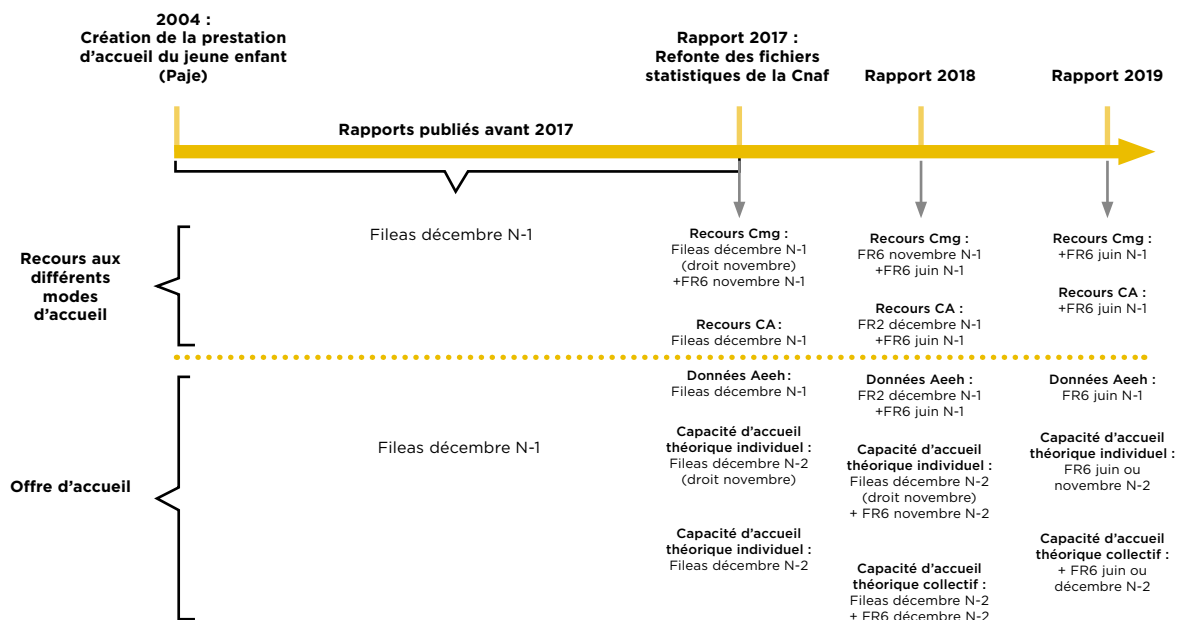 2004 :
Création de la prestation
d'accueil du jeune enfant
(Paje)
Rapport 2017 :
Refonte des fichiers
statistiques de la Cnaf
Rapport 2018
Rapport 2019
Rapports publiés avant 2017
Recours aux
différents
modes
d'accueil
Fileas décembre N-1
Recours Cmg :
Fileas décembre N-1
(droit novembre)
+FR6 novembre N-1
Recours CA :
Fileas décembre N-1
Recours Cmg :
FR6 novembre N-1
+FR6 juin N-1
Recours CA :
FR2 décembre N-1
+FR6 juin N-1
Recours Cmg :
+FR6 juin N-1
Recours CA :
+FR6 juin N-1
Offre d'accueil
Fileas décembre N-1
Données Aeeh :
Fileas décembre N-1
Capacité d'accueil
théorique individuel :
Fileas décembre N-2
(droit novembre)
Capacité d'accueil
théorique individuel :
Fileas décembre N-2
Données Aeeh :
FR2 décembre N-1
+FR6 juin N-1
Capacité d'accueil
théorique individuel :
Fileas décembre N-2
(droit novembre)
+ FR6 novembre N-2
Capacité d'accueil
théorique collectif :
Fileas décembre N-2
+ FR6 décembre N-2
Données Aeeh :
FR6 juin N-1
Capacité d'accueil
théorique individuel :
FR6 juin ou
novembre N-2
Capacité d'accueil
théorique collectif :
+ FR6 juin ou
décembre N-2